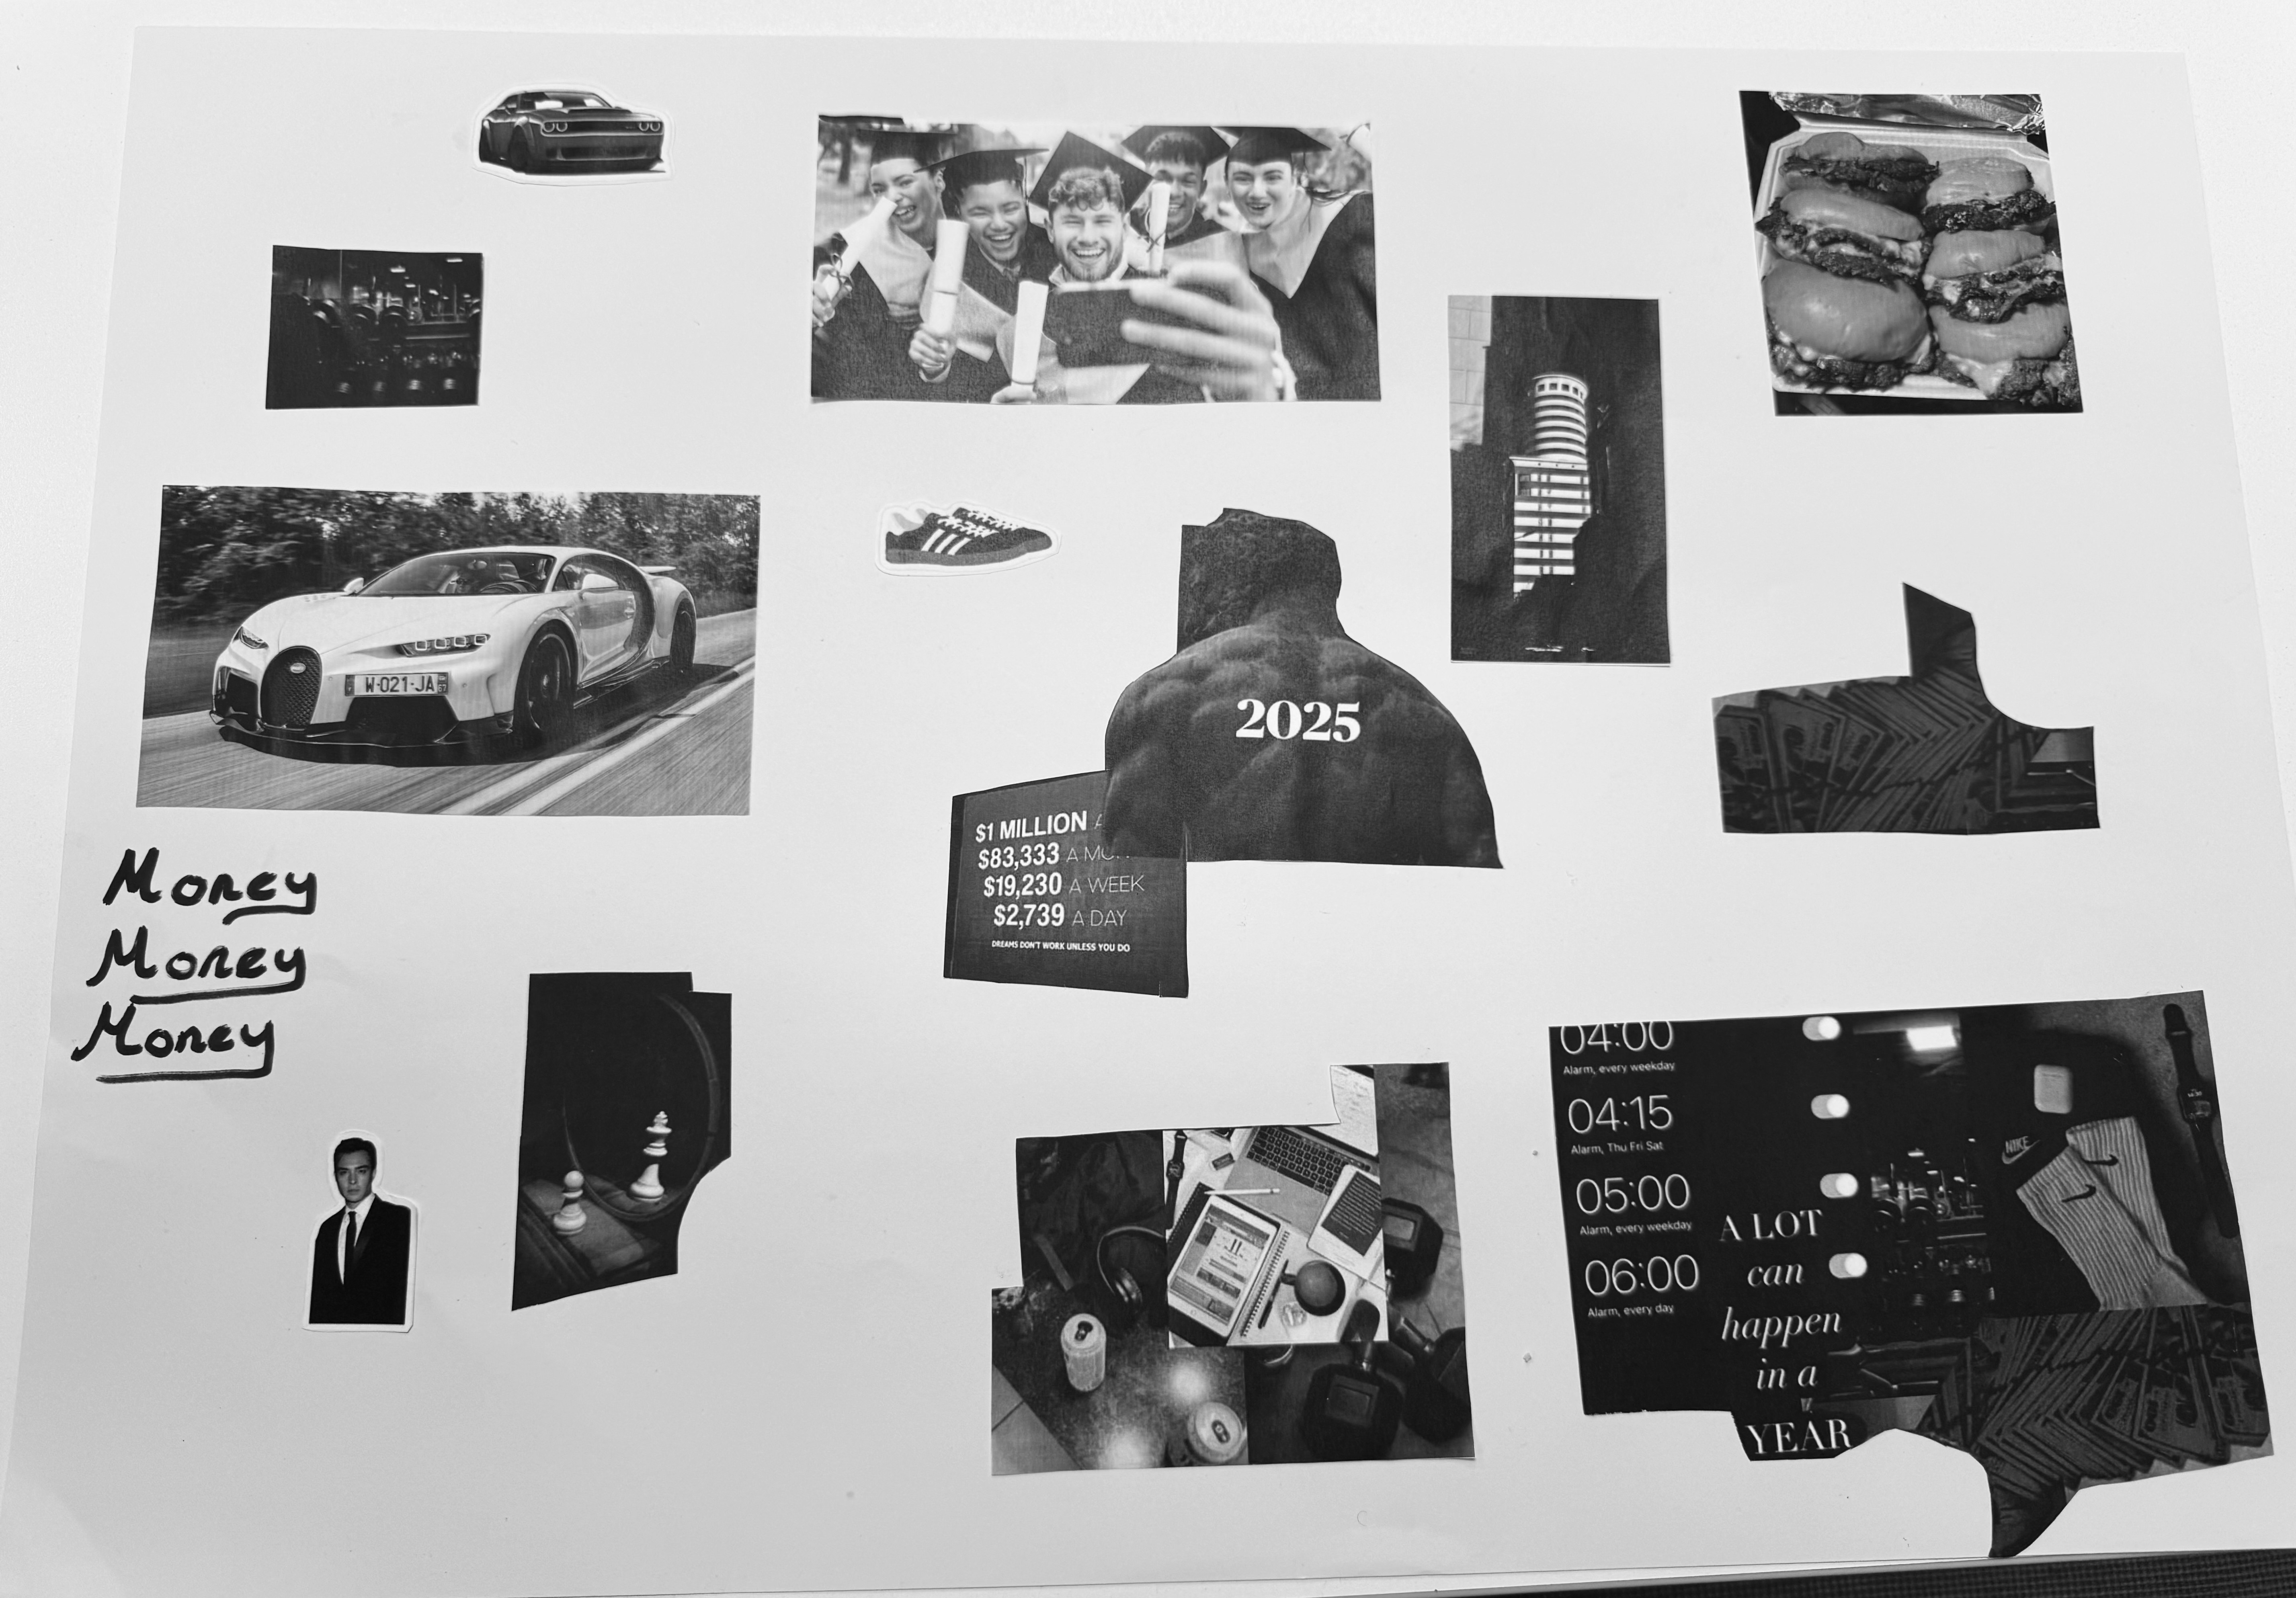 W-021-JA
2025
$1 MILLION A
$83,333 A MO
$19,230 A WEEK
$2,739 A DAY
DREAMS DON'T WORK UNLESS YOU DO
Money
Money
Money
04:00
Alarm, every weekday
04:15
Alarm, Thu Fri Sat
05:00
Alarm, every weekday
06:00
Alarm, every day
A LOT
can
happen
in a
YEAR
NIKE